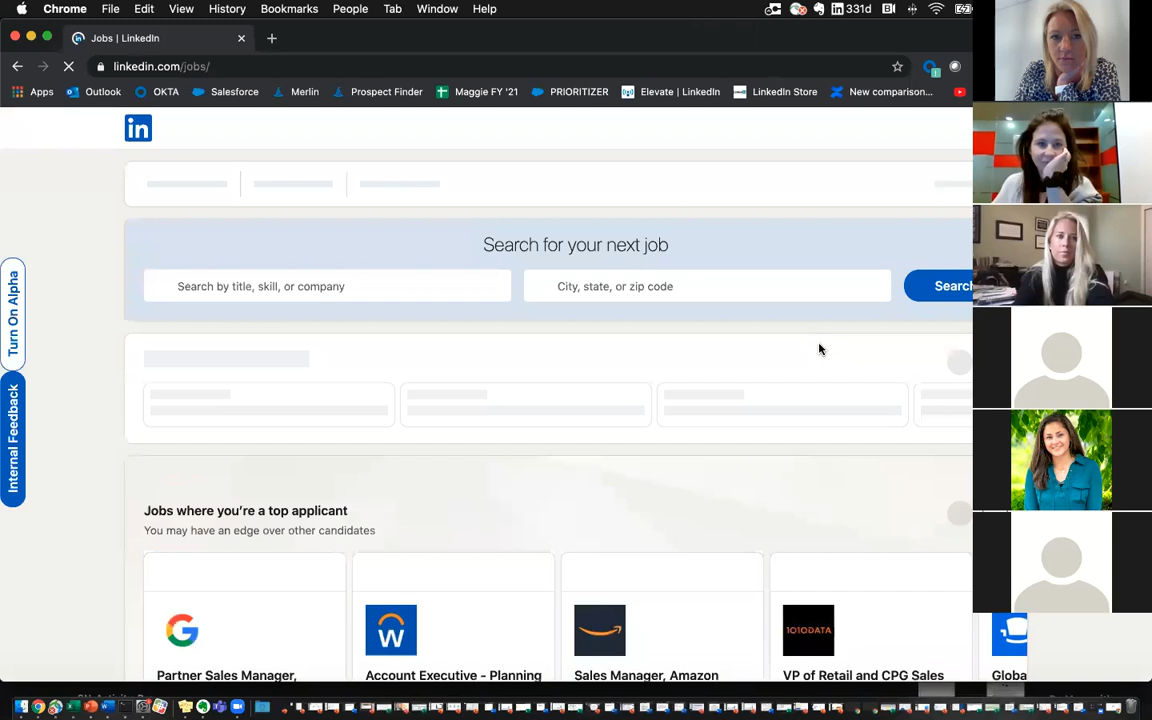 Chrome File Edit View History Bookmarks People Tab Window Help 331d
Jobs | LinkedIn
linkedin.com/jobs/
Apps Outlook OKTA Salesforce Merlin Prospect Finder Maggie FY '21 PRIORITIZER Elevate | LinkedIn LinkedIn Store New comparison...
in
Search for your next job
Search by title, skill, or company City, state, or zip code Search
Turn On Alpha
Internal Feedback
Jobs where you're a top applicant
You may have an edge over other candidates
1010DATA
Partner Sales Manager, Account Executive - Planning Sales Manager, Amazon VP of Retail and CPG Sales Globa